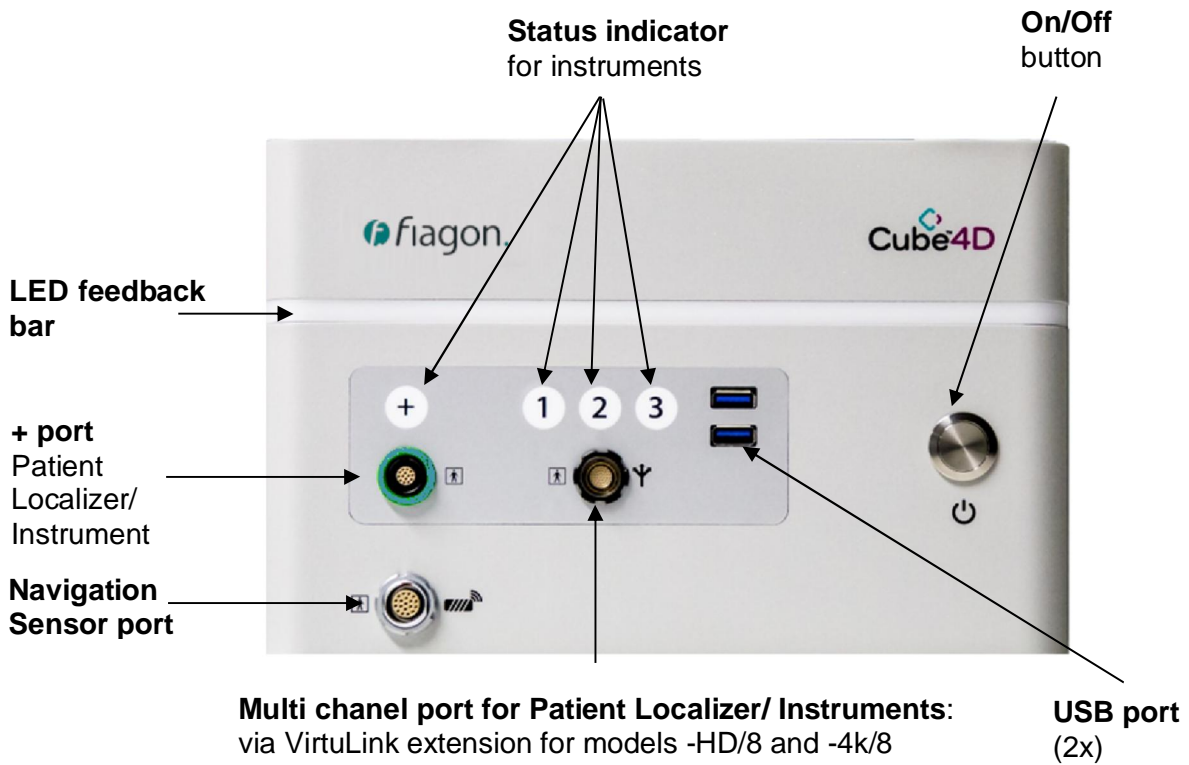 Status indicator
for instruments
On/Off
button
fiagon.
Cube 4D
LED feedback
bar
+ 1 2 3
+ port
Patient
Localizer/
Instrument
Navigation
Sensor port
Multi chanel port for Patient Localizer/ Instruments:
via VirtuLink extension for models -HD/8 and -4k/8
USB port
(2x)